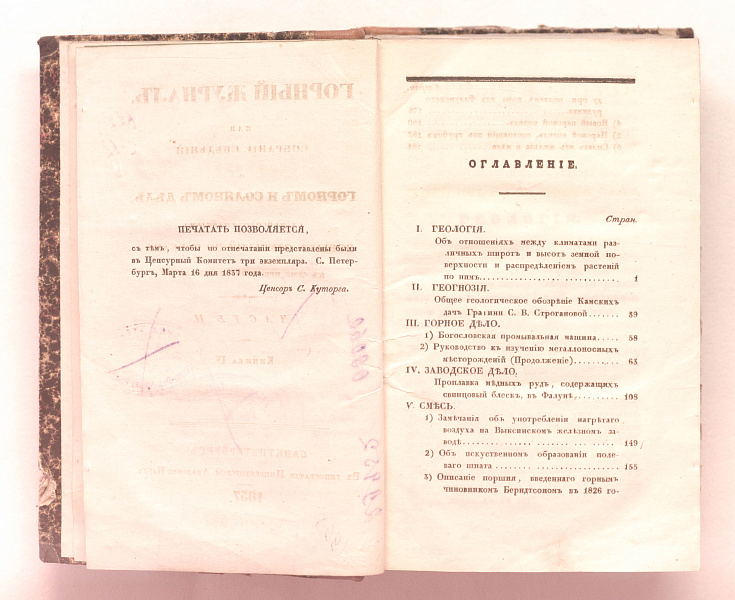 ПЕЧАТАТЬ ПОЗВОЛЯЕТСЯ,
съ тѣмъ, чтобы по отпечатаніи представлены были
въ Ценсурный Комитетъ три экземпляра. С. Петер-
бургъ, Марта 16 дня 1837 года.
Ценсоръ С. Куторга.
ОГЛАВЛЕНІЕ.
Стран.
I. ГЕОЛОГІЯ.
Объ отношеніяхъ между климатами раз-
личныхъ широтъ и высотъ земной по-
верхности и распредѣленіемъ растеній
по нимъ. 1
II. ГЕОГНОЗІЯ.
Общее геологическое обозрѣніе Камскихъ
дачъ Графини С. В. Строгановой 39
III. ГОРНОЕ ДѢЛО.
1) Богословская промывальная машина 58
2) Руководство къ изученію металлоносныхъ
мѣсторожденій (Продолженіе) 63
IV. ЗАВОДСКОЕ ДѢЛО.
Проплавка мѣдныхъ рудъ, содержащихъ
свинцовый блескъ, въ Фалунѣ, 108
V. СМѢСЬ.
1) Замѣчанія объ употребленіи нагрѣтаго
воздуха на Выксинскомъ желѣзномъ за-
водѣ 149
2) Объ искуственномъ образованіи поле-
ваго шпата 155
3) Описаніе поршня, введеннаго горнымъ
чиновникомъ Берндтсономъ въ 1826 го-